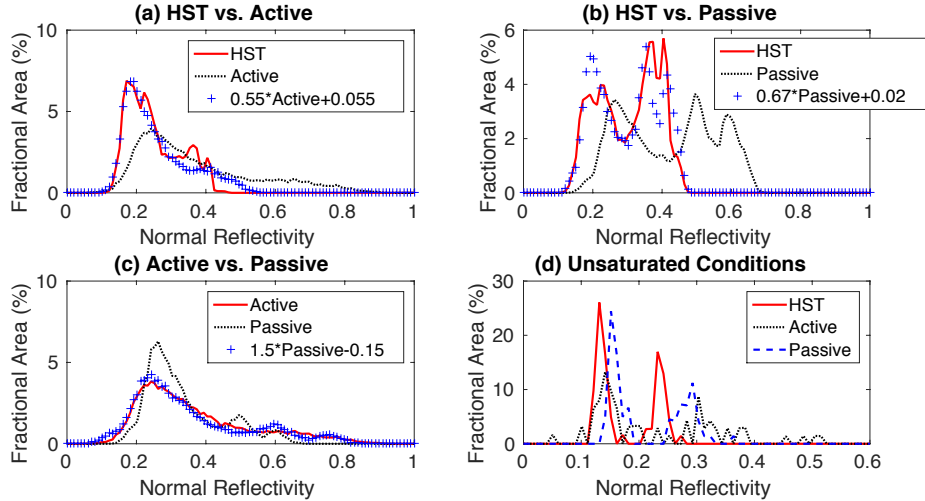 (a) HST vs. Active
Fractional Area (%)
10
5
0
HST
Active
0.55*Active+0.055
0 0.2 0.4 0.6 0.8 1
Normal Reflectivity
(b) HST vs. Passive
Fractional Area (%)
6
4
2
0
HST
Passive
0.67*Passive+0.02
0 0.2 0.4 0.6 0.8 1
Normal Reflectivity
(c) Active vs. Passive
Fractional Area (%)
10
5
0
Active
Passive
1.5*Passive-0.15
0 0.2 0.4 0.6 0.8 1
Normal Reflectivity
(d) Unsaturated Conditions
Fractional Area (%)
30
20
10
0
HST
Active
Passive
0 0.1 0.2 0.3 0.4 0.5 0.6
Normal Reflectivity